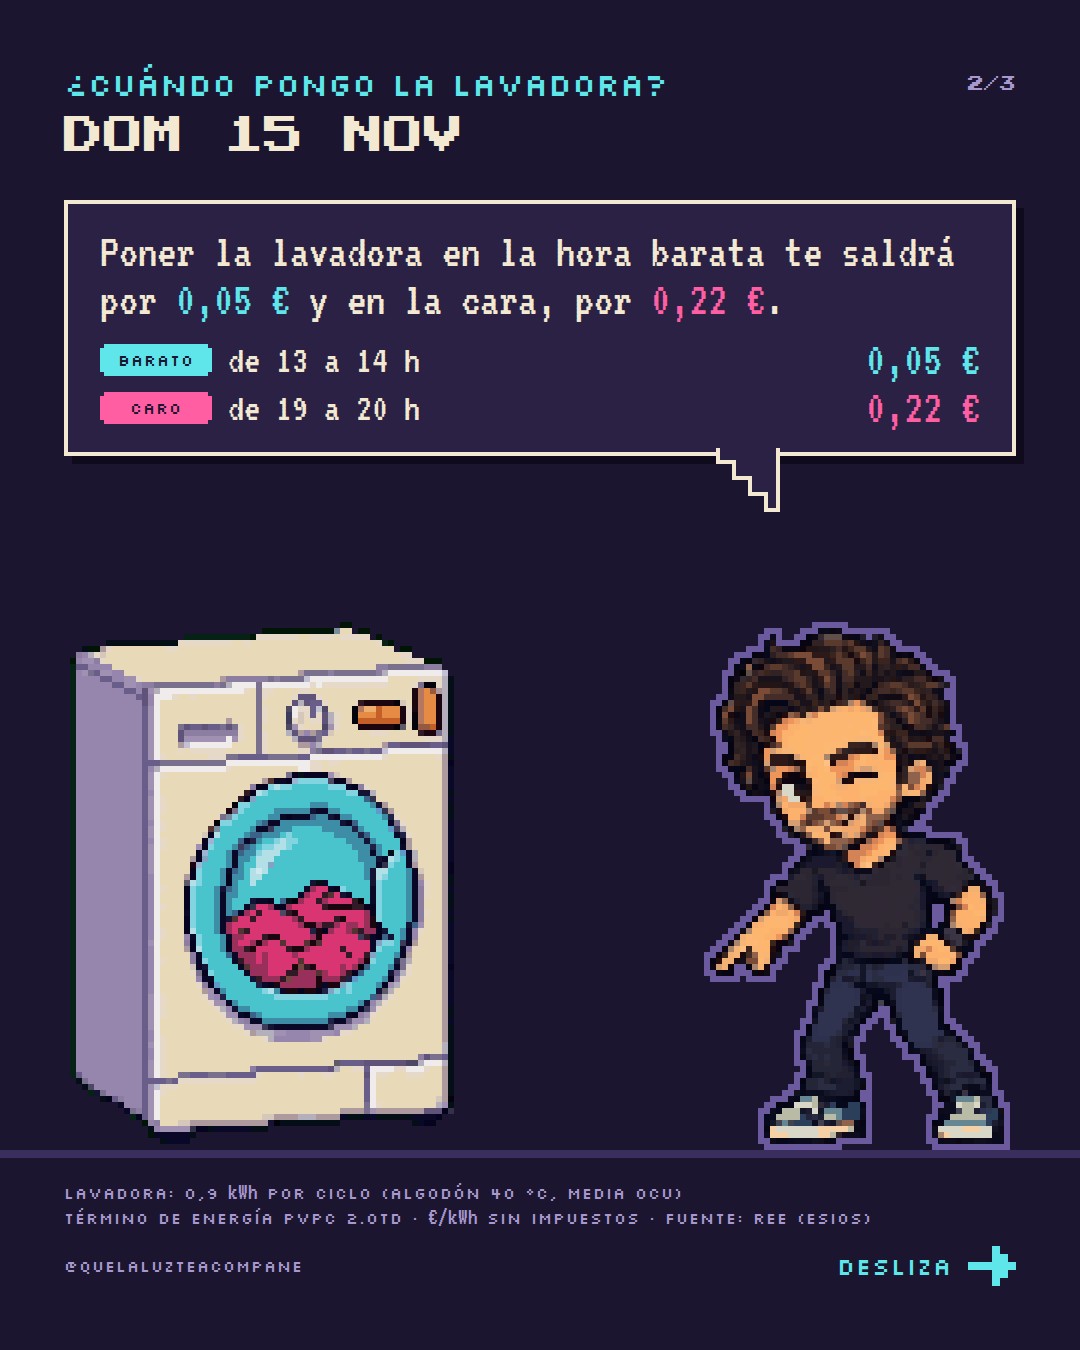 ¿CUÁNDO PONGO LA LAVADORA?
2/3
DOM 15 NOV
Poner la lavadora en la hora barata te saldrá
por 0,05 € y en la cara, por 0,22 €.
BARATO de 13 a 14 h 0,05 €
CARO de 19 a 20 h 0,22 €
LAVADORA: 0,9 kWh POR CICLO (ALGODÓN 40 °C, MEDIA OCU)
TÉRMINO DE ENERGÍA PVPC 2.0TD · €/kWh SIN IMPUESTOS · FUENTE: REE (ESIOS)
@QUELALUZTEACOMPANE
DESLIZA